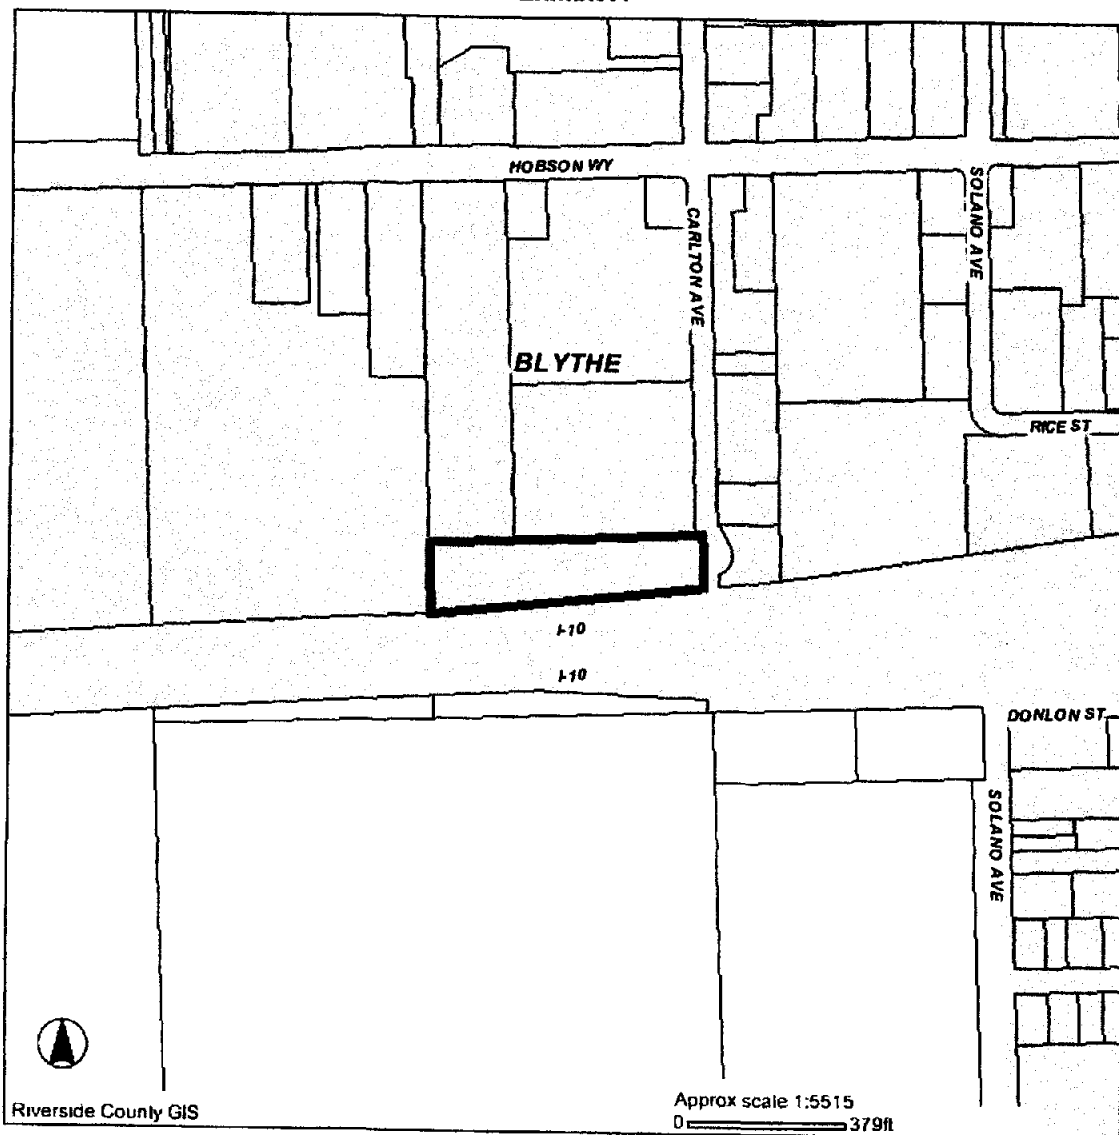 HOBSON WY
CARLTON AVE
SOLANO AVE
BLYTHE
RICE ST
I-10
I-10
DONLON ST
SOLANO AVE
Riverside County GIS
Approx scale 1:5515
0 379ft